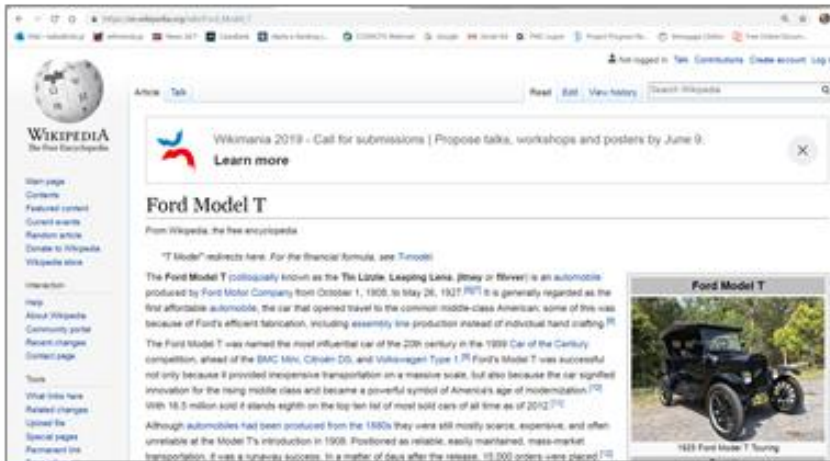 https://en.wikipedia.org/wiki/Ford_Model_T
Not logged in Talk Contributions Create account Log
Article Talk
Read Edit View history Search Wikipedia
WIKIPEDIA
The Free Encyclopedia
Wikimania 2019 - Call for submissions | Propose talks, workshops and posters by June 9.
Learn more
Main page
Contents
Featured content
Current events
Random article
Donate to Wikipedia
Wikipedia store
Interaction
Help
About Wikipedia
Community portal
Recent changes
Contact page
Tools
What links here
Related changes
Upload file
Special pages
Permanent link
Ford Model T
From Wikipedia, the free encyclopedia
"T Model" redirects here. For the financial formula, see T-model.
The Ford Model T (colloquially known as the Tin Lizzie, Leaping Lena, jitney or flivver) is an automobile
produced by Ford Motor Company from October 1, 1908, to May 26, 1927. It is generally regarded as the
first affordable automobile, the car that opened travel to the common middle-class American; some of this was
because of Ford's efficient fabrication, including assembly line production instead of individual hand crafting.
The Ford Model T was named the most influential car of the 20th century in the 1999 Car of the Century
competition, ahead of the BMC Mini, Citroën DS, and Volkswagen Type 1. Ford's Model T was successful
not only because it provided inexpensive transportation on a massive scale, but also because the car signified
innovation for the rising middle class and became a powerful symbol of America's age of modernization.[10]
With 16.5 million sold it stands eighth on the top ten list of most sold cars of all time as of 2012.[11]
Although automobiles had been produced from the 1880s they were still mostly scarce, expensive, and often
unreliable at the Model T's introduction in 1908. Positioned as reliable, easily maintained, mass-market
transportation, it was a runaway success. In a matter of days after the release, 15,000 orders were placed.[12]
Ford Model T
1925 Ford Model T Touring